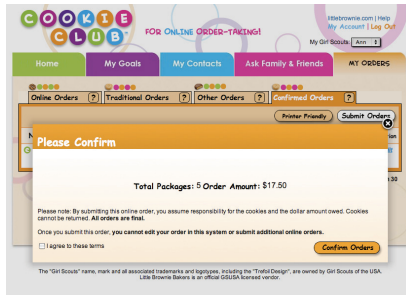 COOKIE CLUB
FOR ONLINE ORDER-TAKING!
littlebrownie.com | Help
My Account | Log Out
My Girl Scouts: Ann
Home
My Goals
My Contacts
Ask Family & Friends
MY ORDERS
Online Orders ? Traditional Orders ? Other Orders ? Confirmed Orders ?
Printer Friendly Submit Orders
Please Confirm
Total Packages: 5 Order Amount: $17.50
Please note: By submitting this online order, you assume responsibility for the cookies and the dollar amount owed. Cookies
cannot be returned. All orders are final.
Once you submit this order, you cannot edit your order in this system or submit additional online orders.
I agree to these terms
Confirm Orders
The "Girl Scouts" name, mark and all associated trademarks and logotypes, including the "Trefoil Design", are owned by Girl Scouts of the USA.
Little Brownie Bakers is an official GSUSA licensed vendor.